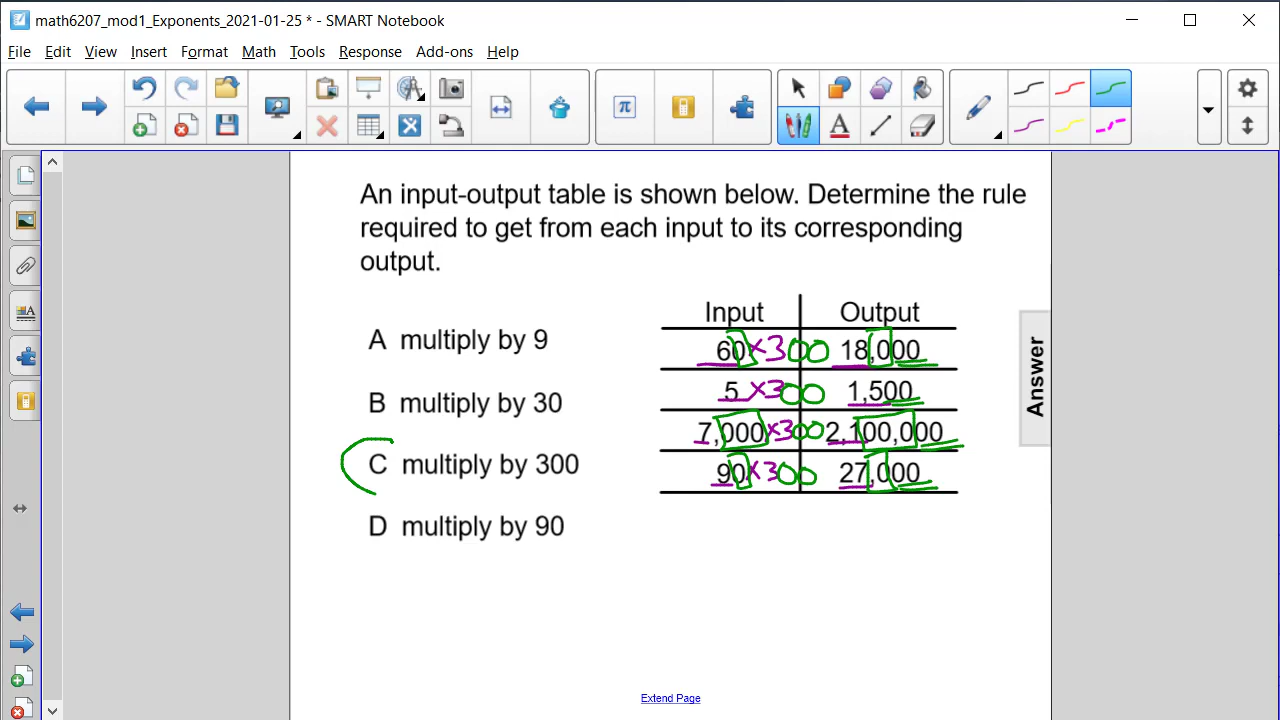 math6207_mod1_Exponents_2021-01-25 * - SMART Notebook
File Edit View Insert Format Math Tools Response Add-ons Help
An input-output table is shown below. Determine the rule
required to get from each input to its corresponding
output.
Input Output
A multiply by 9
60 ×300 18,000
5 ×300 1,500
B multiply by 30
7,000 ×300 2,100,000
C multiply by 300
90 ×300 27,000
D multiply by 90
Answer
Extend Page